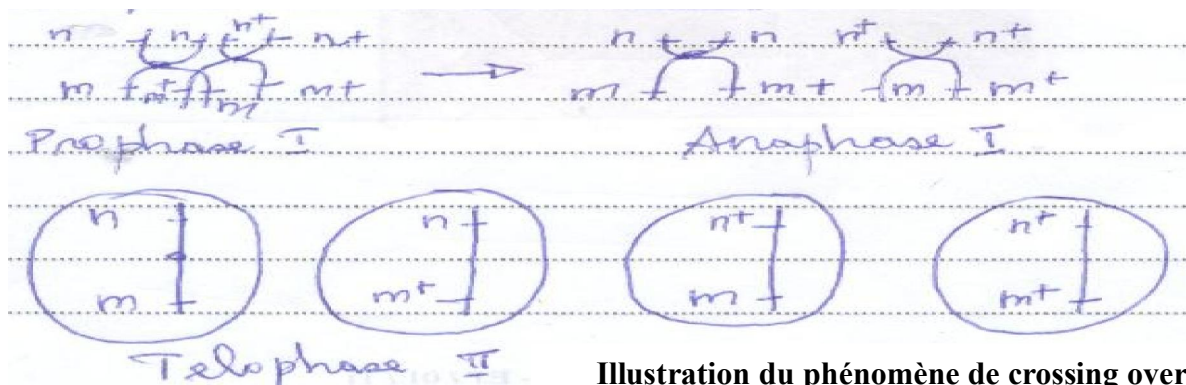 n n n+ n+ n n n+ n+
m m+ m m+ m m+ m m+
Prophase I Anaphase I
n n n+ n+
m m+ m m+
Telophase II
Illustration du phénomène de crossing over